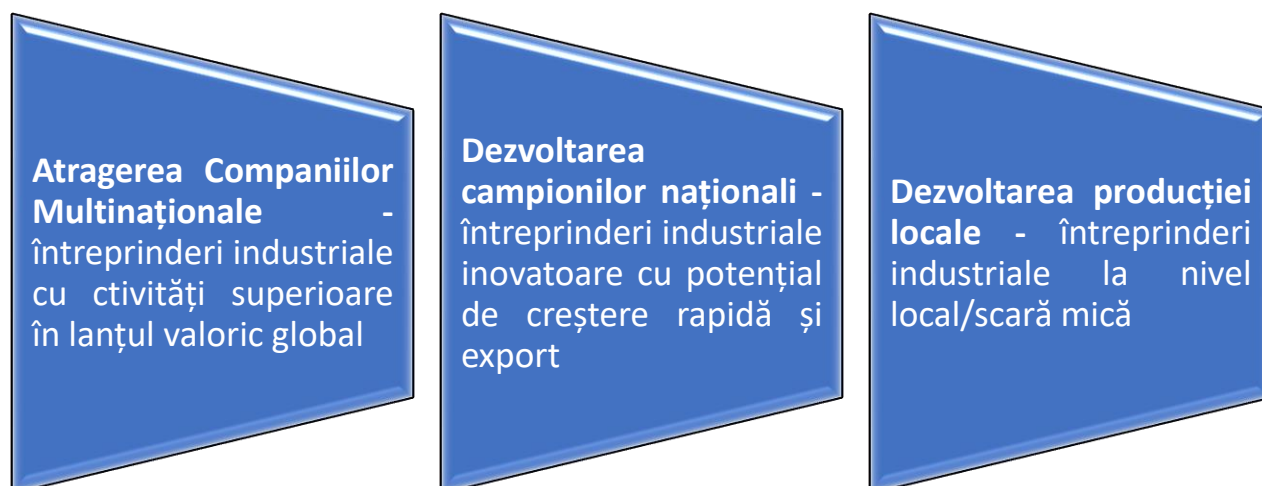 Atragerea Companiilor
Multinaționale -
întreprinderi industriale
cu ctivități superioare
în lanțul valoric global
Dezvoltarea
campionilor naționali -
întreprinderi industriale
inovatoare cu potențial
de creștere rapidă și
export
Dezvoltarea producției
locale - întreprinderi
industriale la nivel
local/scară mică